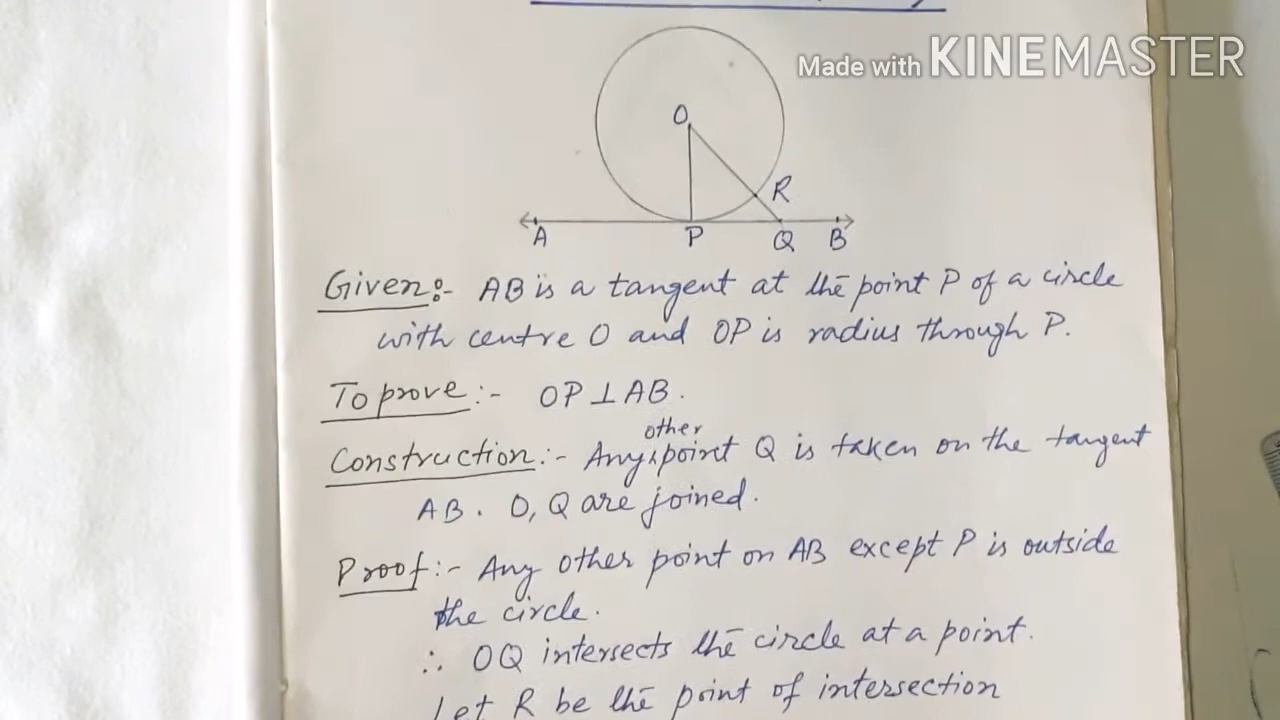 Made with KINEMASTER
O
R
A P Q B
Given:- AB is a tangent at the point P of a circle
with centre O and OP is radius through P.
To prove:- OP⊥AB.
other
Construction:- Any point Q is taken on the tangent
AB. O, Q are joined.
Proof:- Any other point on AB except P is outside
the circle.
∴ OQ intersects the circle at a point.
Let R be the point of intersection